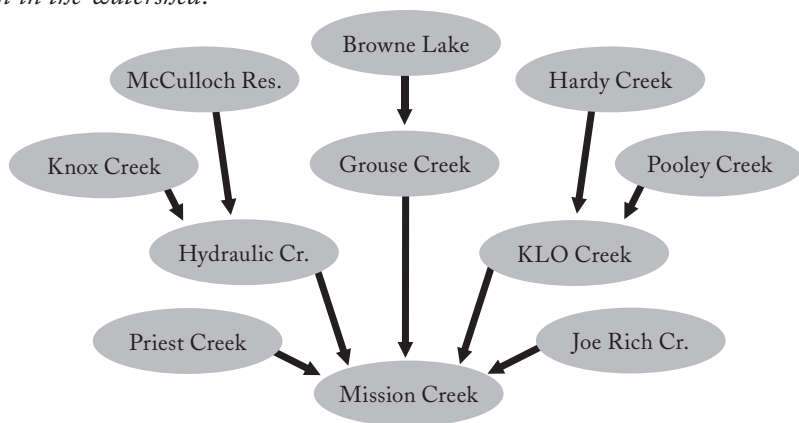 in the watershed.
Browne Lake
McCulloch Res.
Hardy Creek
Knox Creek
Grouse Creek
Pooley Creek
Hydraulic Cr.
KLO Creek
Priest Creek
Joe Rich Cr.
Mission Creek